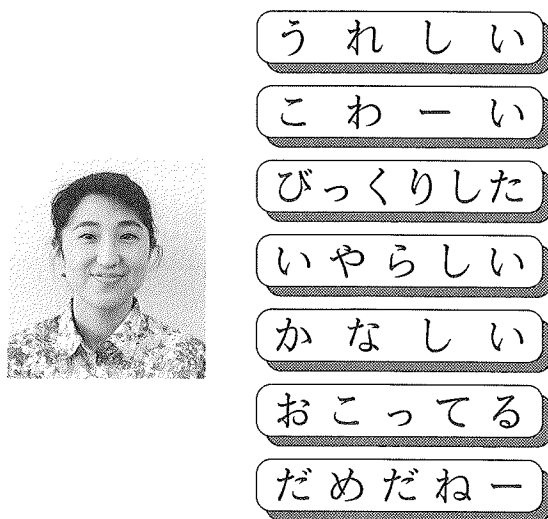 うれしい
こわーい
びっくりした
いやらしい
かなしい
おこってる
だめだねー